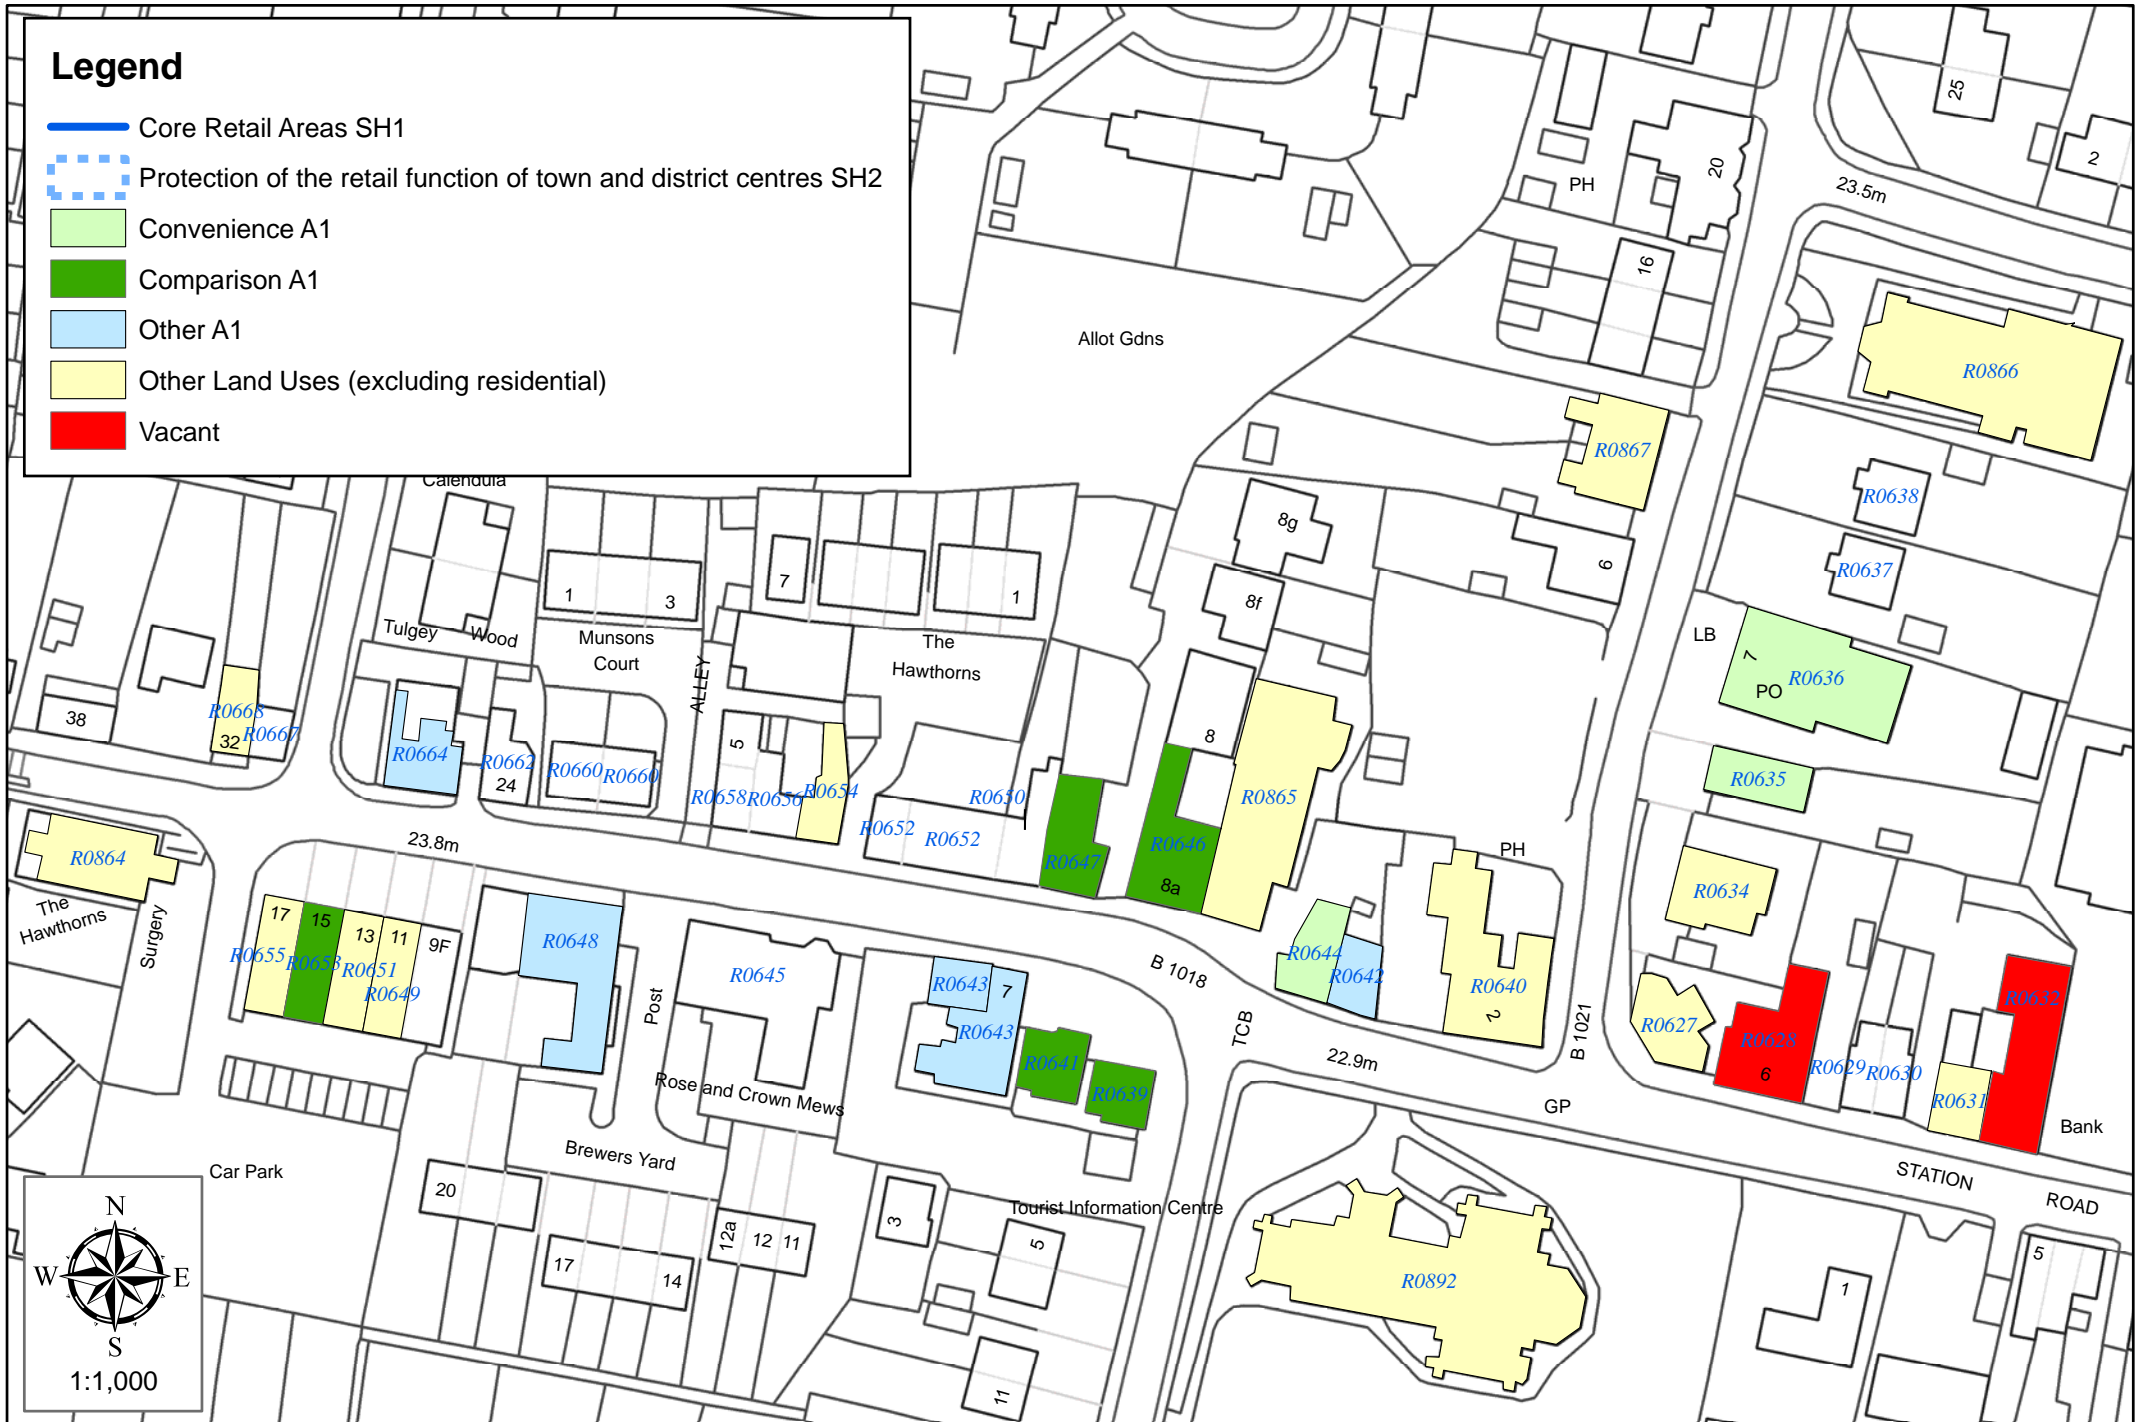 Legend
Core Retail Areas SH1
Protection of the retail function of town and district centres SH2
Convenience A1
Comparison A1
Other A1
Other Land Uses (excluding residential)
Vacant
25
2
20
PH
23.5m
16
Allot Gdns
R0866
R0867
Calendula
R0638
8g
6
R0637
7
1
3
1
8f
Tulgey
Wood
Munsons
Court
The
Hawthorns
ALLEY
LB
7
PO
R0636
38
R0668
32
R0667
R0664
R0662
24
R0660
R0660
5
R0658
R0656
R0654
R0650
8
R0865
R0635
R0652
R0652
R0647
R0646
8a
23.8m
PH
R0864
R0634
The
Hawthorns
Surgery
17
15
13
11
9F
R0655
R0653
R0651
R0649
R0648
R0645
R0643
7
R0643
B 1018
R0644
R0642
R0640
2
R0632
Post
TCB
B 1021
R0627
R0628
6
R0629
R0630
R0631
R0641
R0639
22.9m
GP
Bank
Rose and Crown Mews
Brewers Yard
Car Park
20
STATION
ROAD
Tourist Information Centre
3
5
12a
12
11
17
14
5
R0892
1
11
N
W
E
S
1:1,000